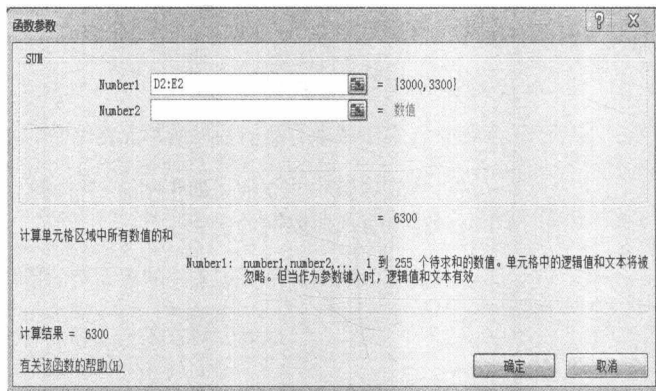 函数参数
SUM
Number1 D2:E2 = {3000,3300}
Number2 = 数值
= 6300
计算单元格区域中所有数值的和
Number1: number1,number2,... 1 到 255 个待求和的数值。单元格中的逻辑值和文本将被
忽略。但当作为参数键入时，逻辑值和文本有效
计算结果 = 6300
有关该函数的帮助(H)
确定 取消